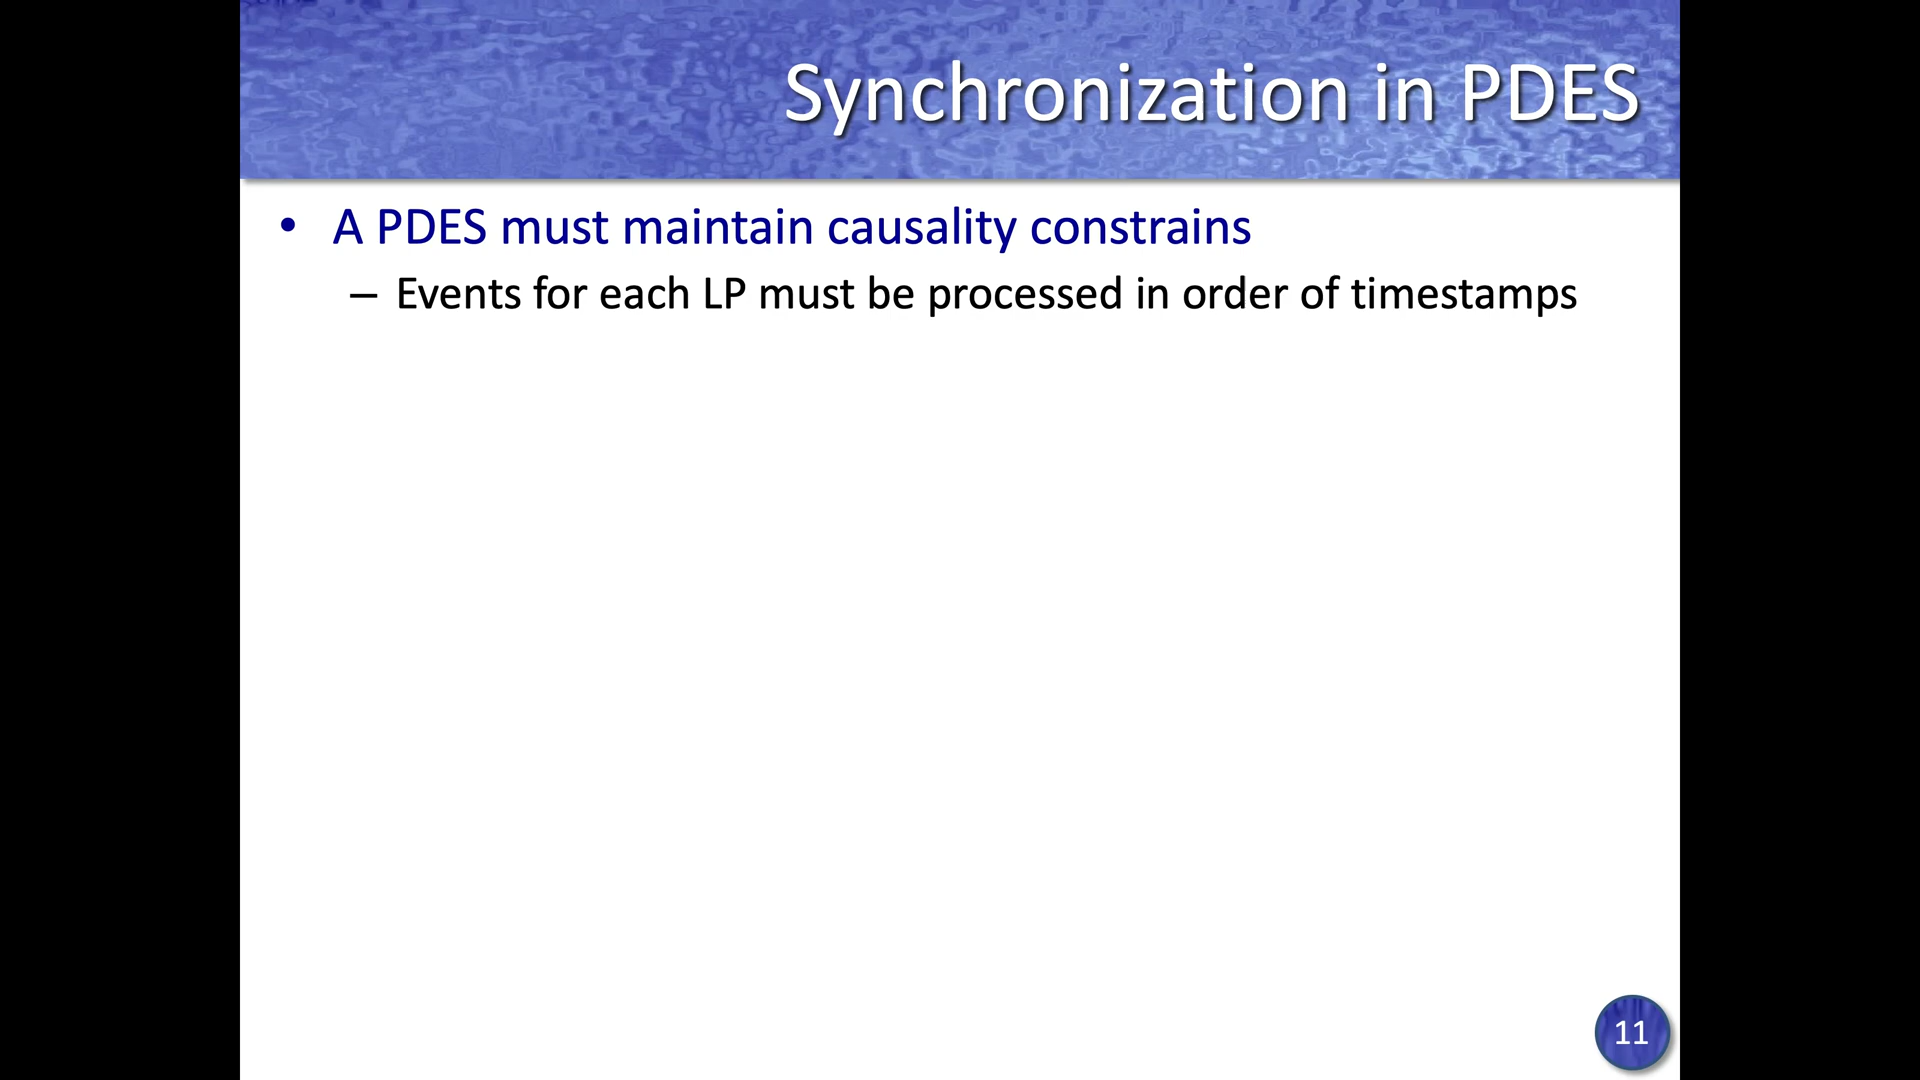 Synchronization in PDES
• A PDES must maintain causality constrains
– Events for each LP must be processed in order of timestamps
11